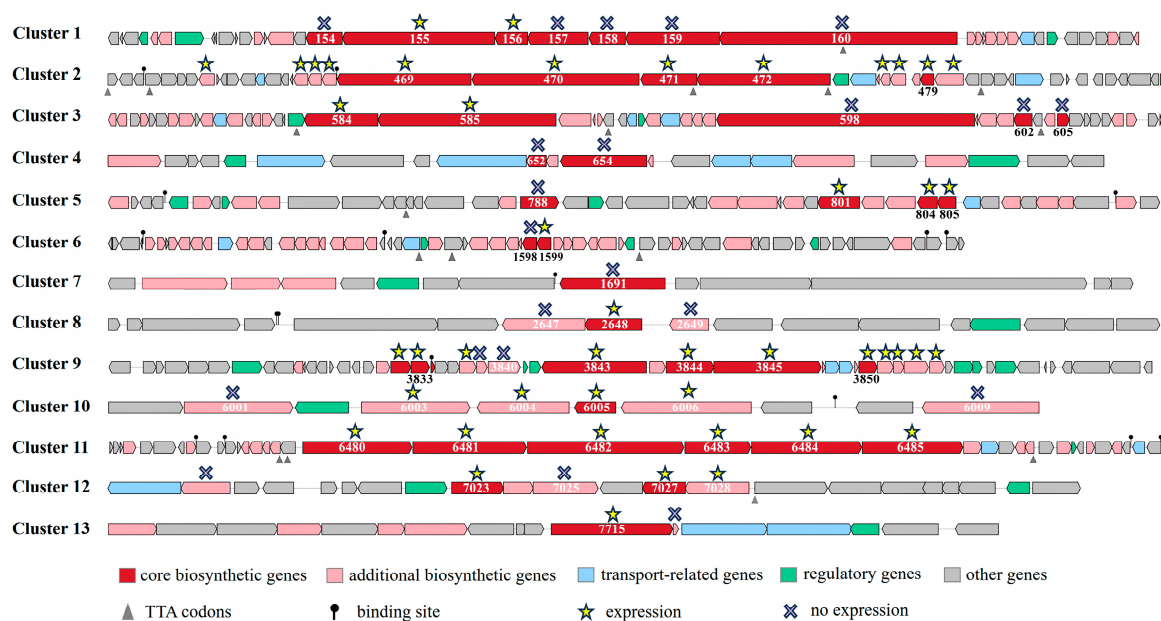 Cluster 1 154 155 156 157 158 159 160
Cluster 2 469 470 471 472
479
Cluster 3 584 585 598
602 605
Cluster 4 652 654
Cluster 5 788 801
804 805
Cluster 6
1598 1599
Cluster 7 1691
Cluster 8 2647 2648 2649
Cluster 9 3840 3843 3844 3845
3833 3850
Cluster 10 6001 6003 6004 6005 6006 6009
Cluster 11 6480 6481 6482 6483 6484 6485
Cluster 12 7023 7025 7027 7028
Cluster 13 7715
core biosynthetic genes additional biosynthetic genes transport-related genes regulatory genes other genes
TTA codons binding site expression no expression